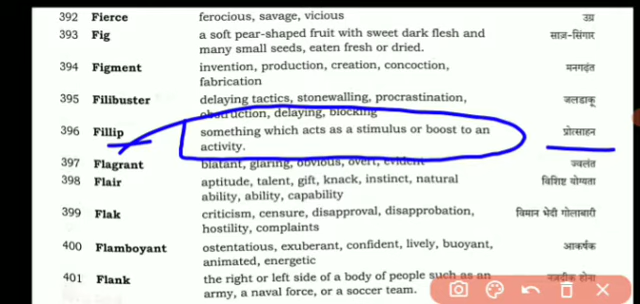 392 Fierce ferocious, savage, vicious उग्र
393 Fig a soft pear-shaped fruit with sweet dark flesh and साज़-सिंगार
many small seeds, eaten fresh or dried.
394 Figment invention, production, creation, concoction, मनगढ़ंत
fabrication
395 Filibuster delaying tactics, stonewalling, procrastination, जलडाकू
obstruction, delaying, blocking
396 Fillip something which acts as a stimulus or boost to an प्रोत्साहन
activity.
397 Flagrant blatant, glaring, obvious, overt, evident ज्वलंत
398 Flair aptitude, talent, gift, knack, instinct, natural विशिष्ट योग्यता
ability, ability, capability
399 Flak criticism, censure, disapproval, disapprobation, विमान भेदी गोलाबारी
hostility, complaints
400 Flamboyant ostentatious, exuberant, confident, lively, buoyant, आकर्षक
animated, energetic
401 Flank the right or left side of a body of people such as an होना
army, a naval force, or a soccer team.